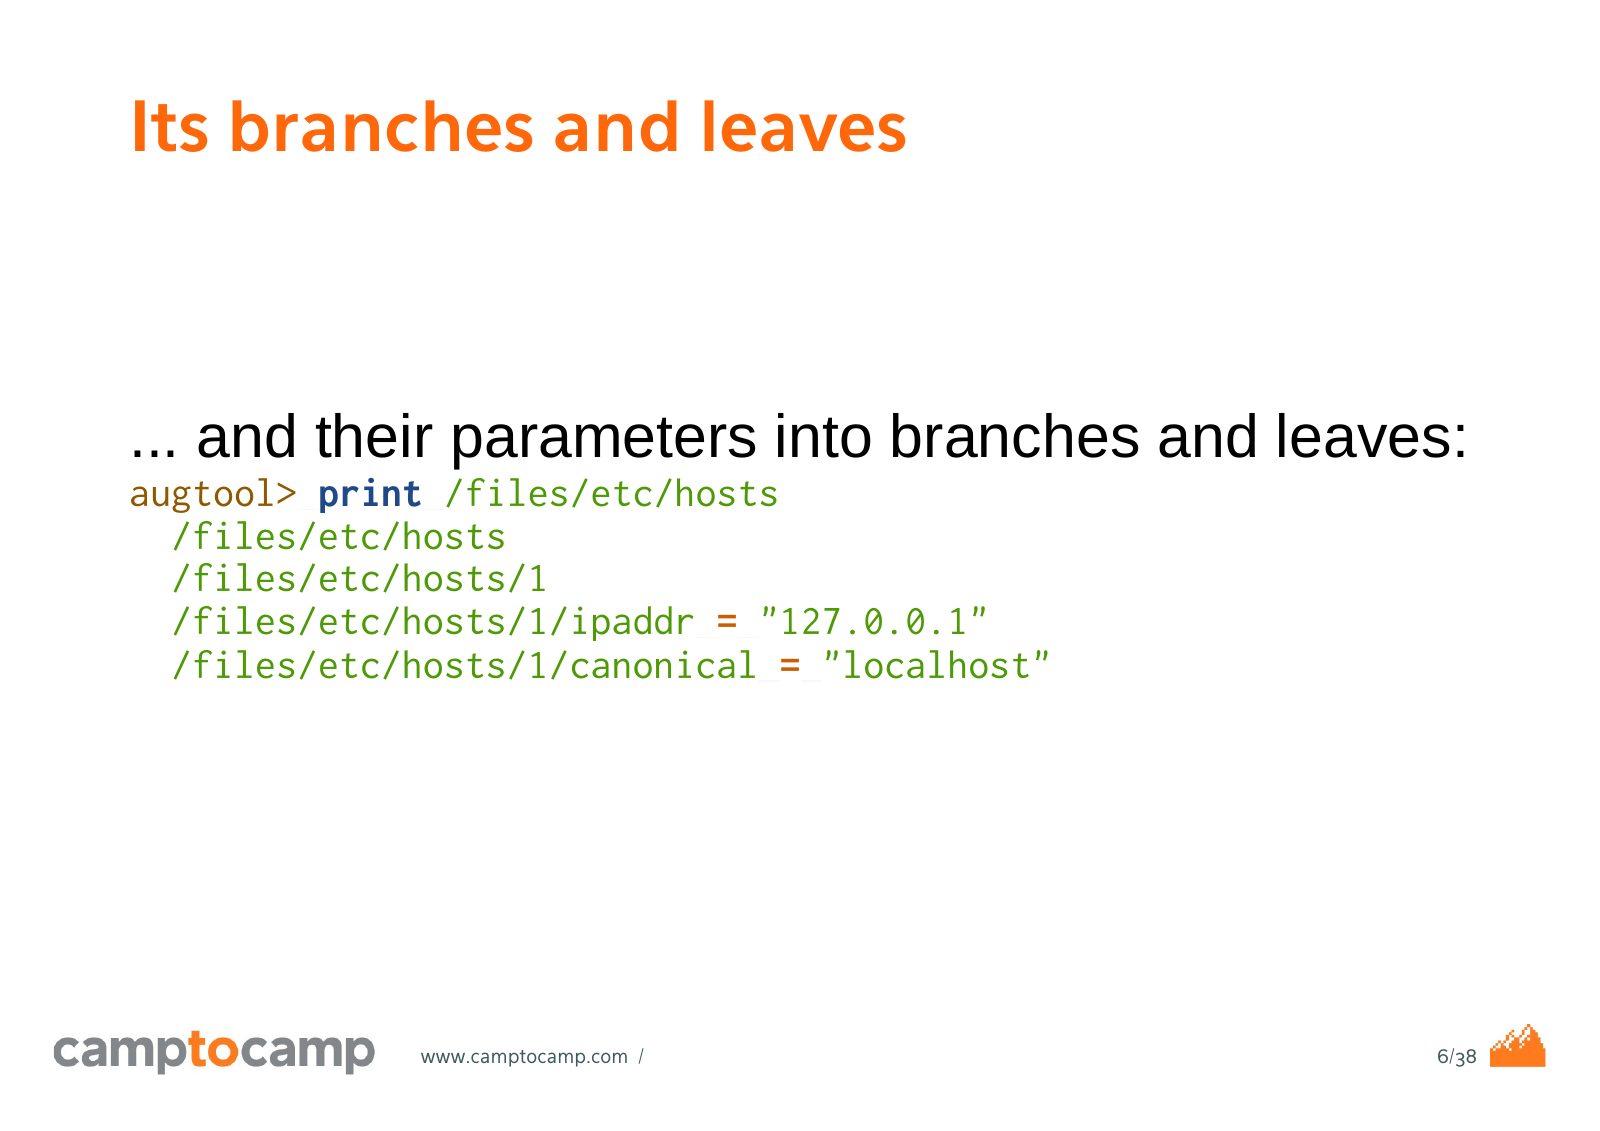 Its branches and leaves
... and their parameters into branches and leaves:
augtool> print /files/etc/hosts
  /files/etc/hosts
  /files/etc/hosts/1
  /files/etc/hosts/1/ipaddr = "127.0.0.1"
  /files/etc/hosts/1/canonical = "localhost"
camptocamp www.camptocamp.com / 6/38